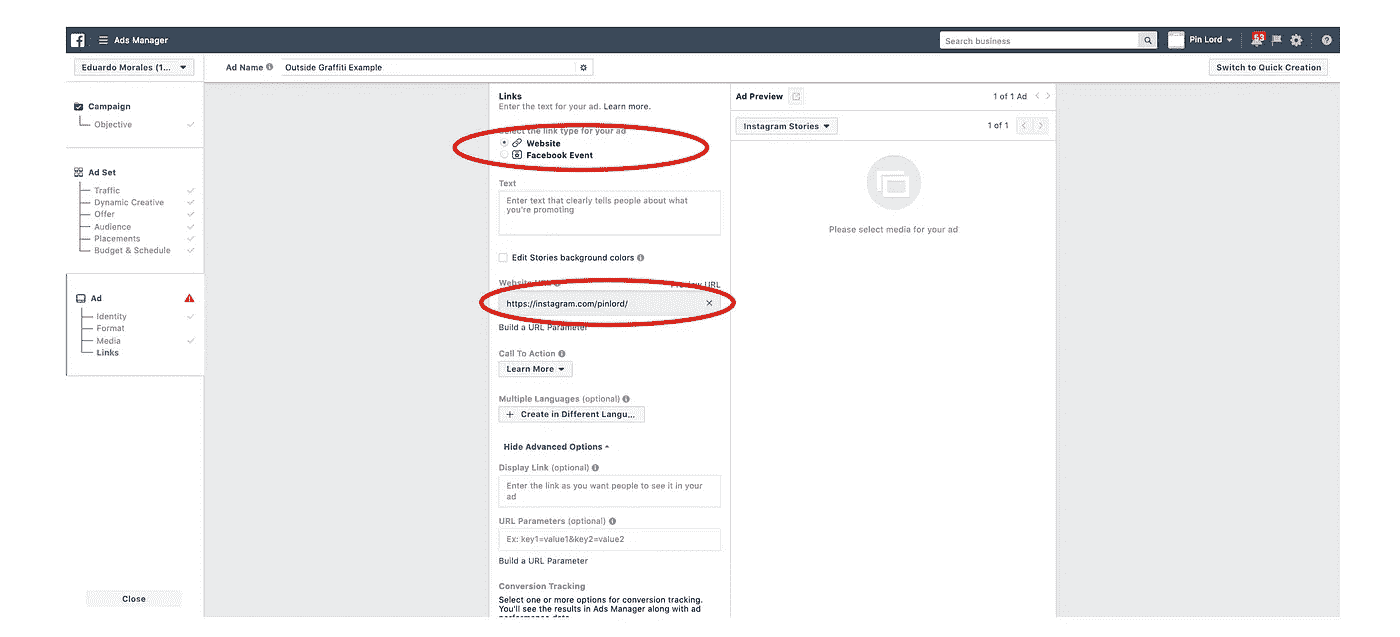 Ads Manager
Search business
Pin Lord
53
Eduardo Morales (1...
Ad Name
Outside Graffiti Example
Switch to Quick Creation
Campaign
Objective
Ad Set
Traffic
Dynamic Creative
Offer
Audience
Placements
Budget & Schedule
Ad
Identity
Format
Media
Links
Close
Links
Enter the text for your ad. Learn more.
Select the link type for your ad
Website
Facebook Event
Text
Enter text that clearly tells people about what
you're promoting
Edit Stories background colors
Website URL
Preview URL
https://instagram.com/pinlord/
Build a URL Parameter
Call To Action
Learn More
Multiple Languages (optional)
+ Create in Different Langu...
Hide Advanced Options
Display Link (optional)
Enter the link as you want people to see it in your
ad
URL Parameters (optional)
Ex: key1=value1&key2=value2
Build a URL Parameter
Conversion Tracking
Select one or more options for conversion tracking.
You'll see the results in Ads Manager along with ad
performance data.
Ad Preview
1 of 1 Ad
Instagram Stories
1 of 1
Please select media for your ad